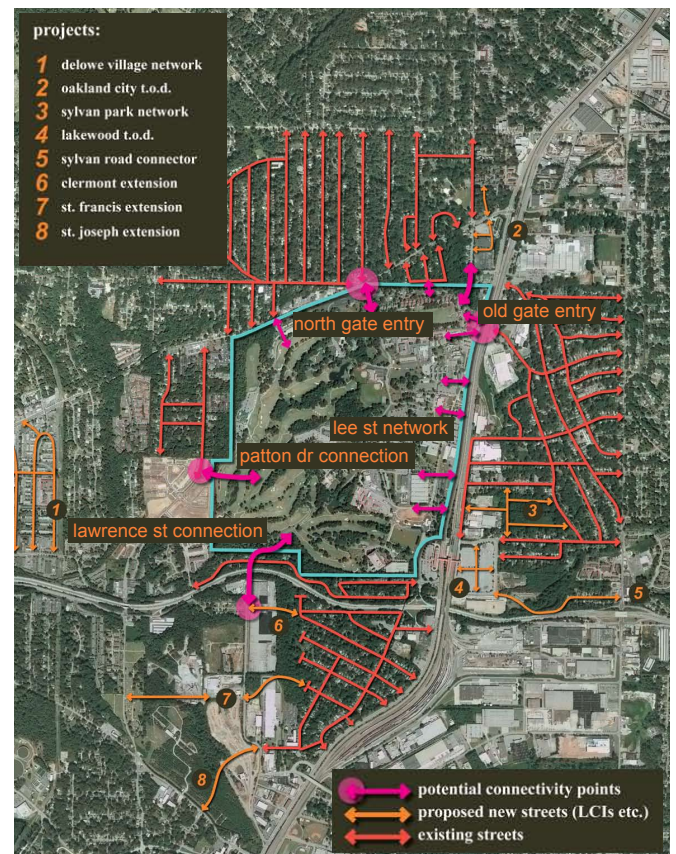 projects:
1 delowe village network
2 oakland city t.o.d.
3 sylvan park network
4 lakewood t.o.d.
5 sylvan road connector
6 clermont extension
7 st. francis extension
8 st. joseph extension
2
north gate entry
old gate entry
lee st network
patton dr connection
1
3
lawrence st connection
4
5
6
7
8
potential connectivity points
proposed new streets (LCIs etc.)
existing streets